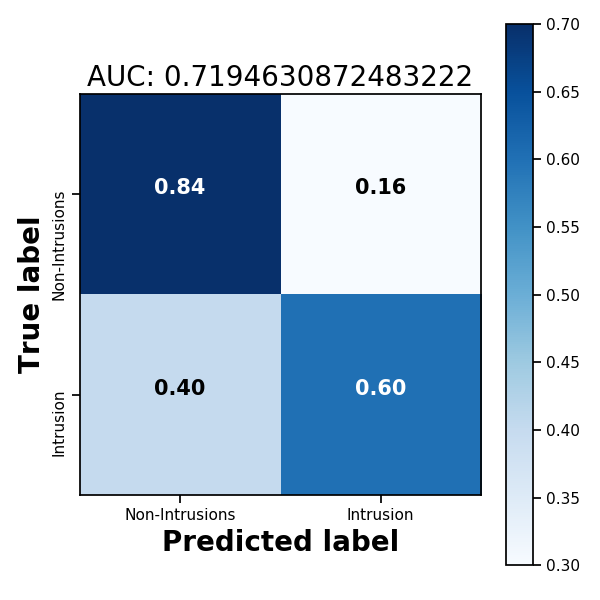 AUC: 0.7194630872483222
True label
Non-Intrusions
Intrusion
0.84
0.16
0.40
0.60
Non-Intrusions
Intrusion
Predicted label
0.70
0.65
0.60
0.55
0.50
0.45
0.40
0.35
0.30